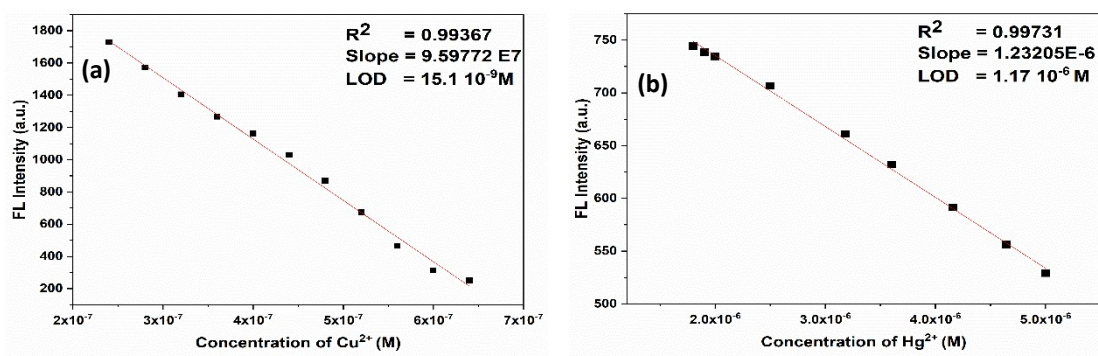 (a)
R² = 0.99367
Slope = 9.59772 E7
LOD = 15.1 10⁻⁹M
FL Intensity (a.u.)
1800
1600
1400
1200
1000
800
600
400
200
2x10⁻⁷ 3x10⁻⁷ 4x10⁻⁷ 5x10⁻⁷ 6x10⁻⁷ 7x10⁻⁷
Concentration of Cu²⁺ (M)
(b)
R² = 0.99731
Slope = 1.23205E-6
LOD = 1.17 10⁻⁶ M
FL Intensity (a.u.)
750
700
650
600
550
500
2.0x10⁻⁶ 3.0x10⁻⁶ 4.0x10⁻⁶ 5.0x10⁻⁶
Concentration of Hg²⁺ (M)